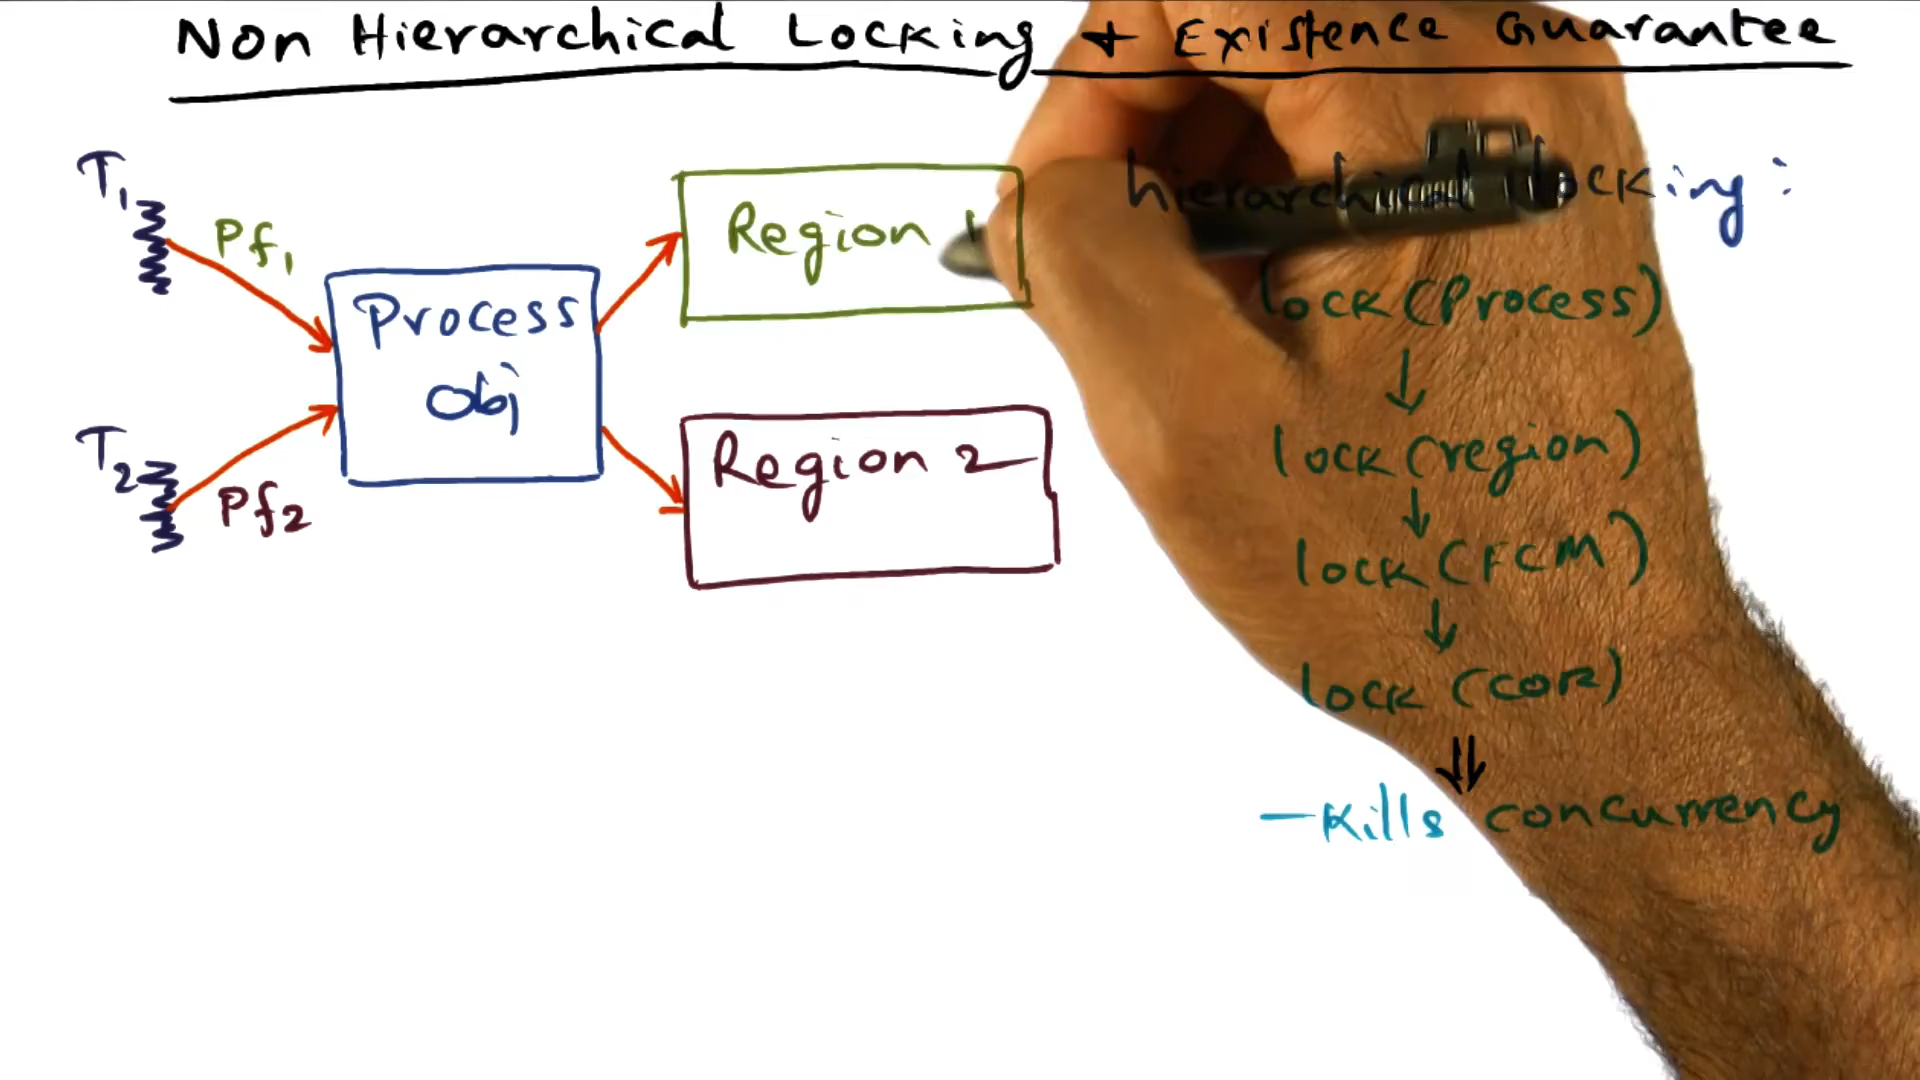 Non Hierarchical Locking + Existence Guarantee
T1
Pf1
Process
Obj
T2
Pf2
Region 1
Region 2
hierarchical locking:
lock (Process)
↓
lock (region)
↓
lock (FCM)
↓
lock (COR)
⇓
- Kills concurrency